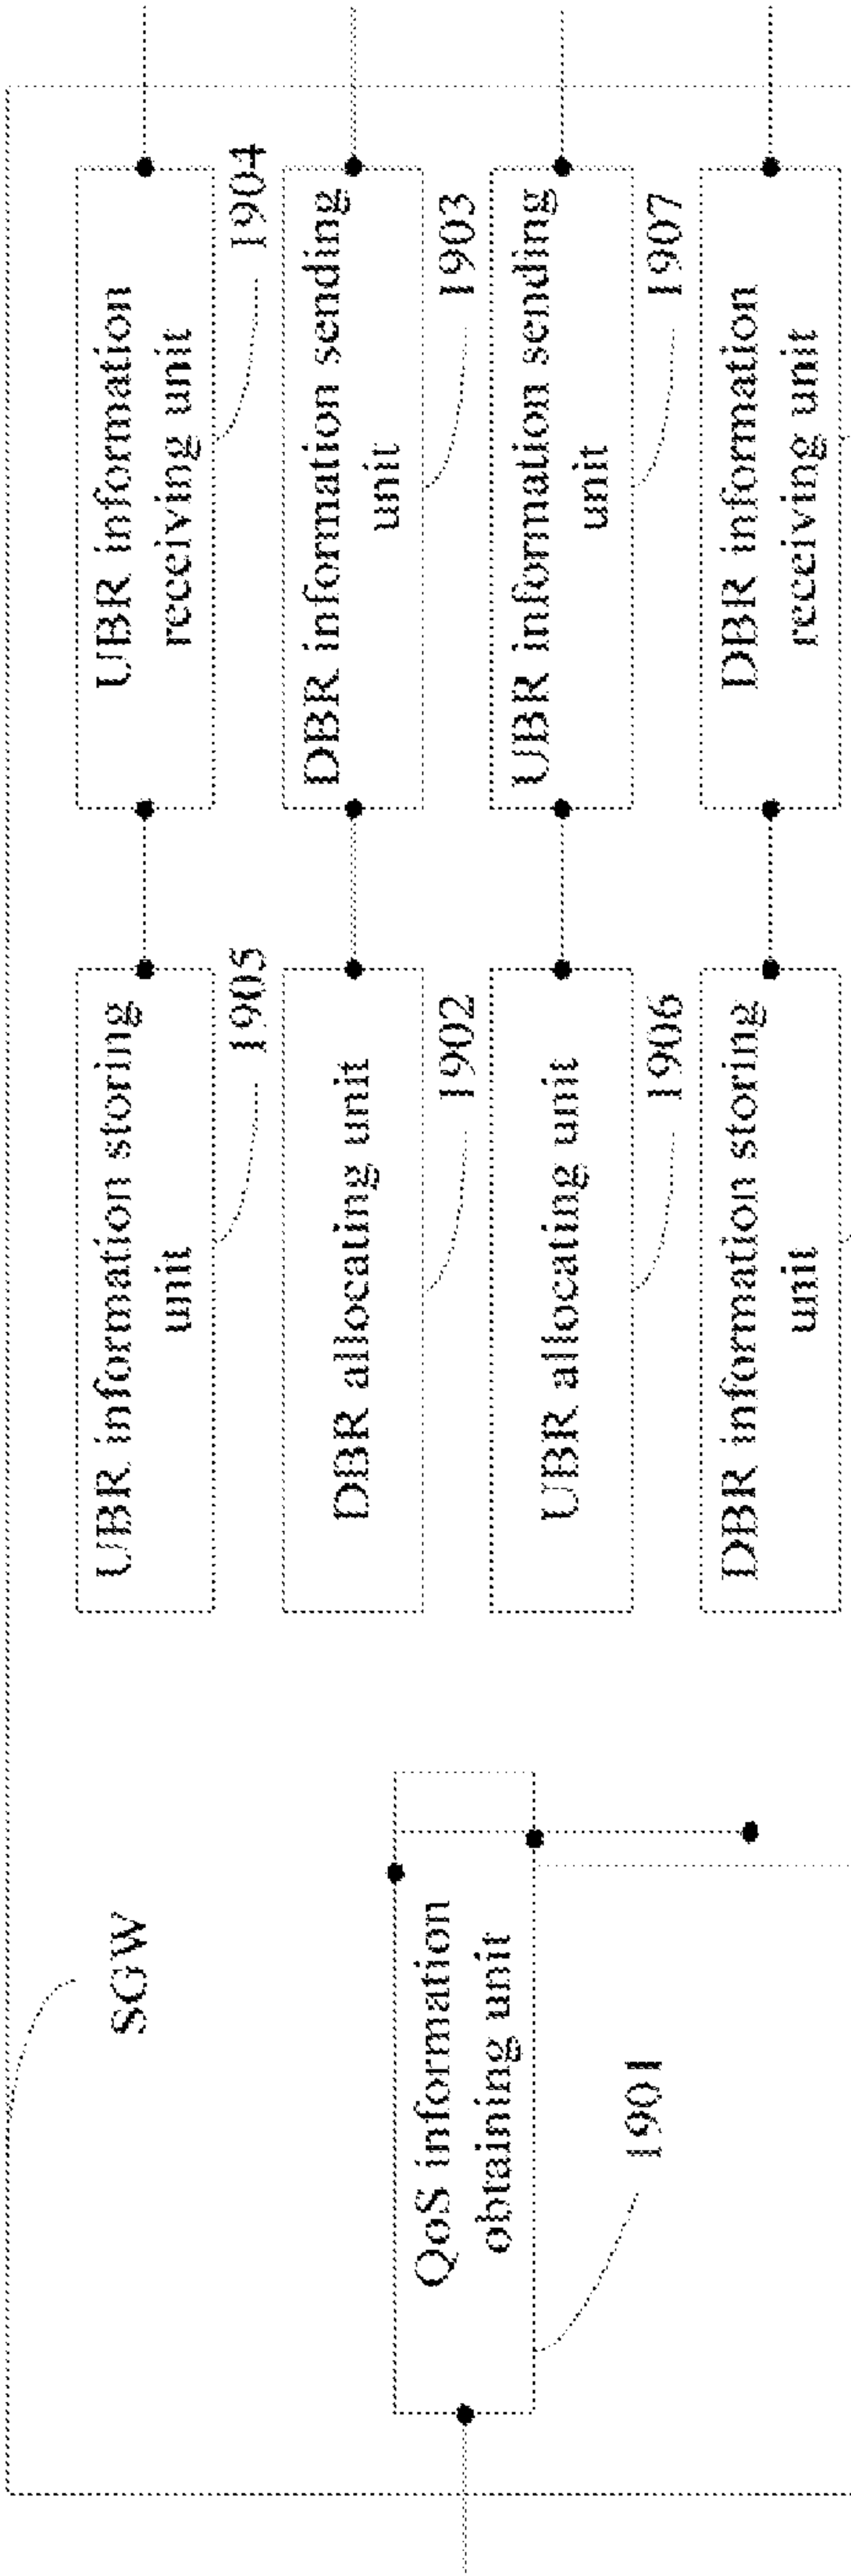 SGW
QoS information
obtaining unit
1901
UBR information storing
unit
1905
UBR information
receiving unit
1904
DBR allocating unit
1902
DBR information sending
unit
1903
UBR allocating unit
1906
UBR information sending
unit
1907
DBR information storing
unit
DBR information
receiving unit